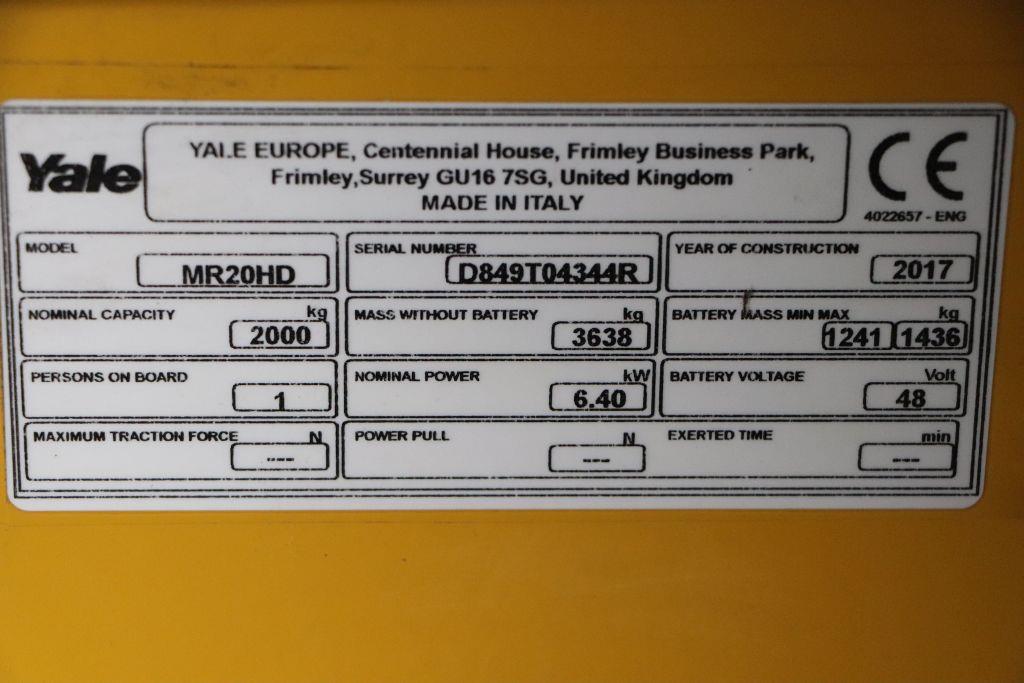 Yale
YALE EUROPE, Centennial House, Frimley Business Park,
Frimley,Surrey GU16 7SG, United Kingdom
MADE IN ITALY
CE
4022657 - ENG
MODEL
MR20HD
SERIAL NUMBER
D849T04344R
YEAR OF CONSTRUCTION
2017
NOMINAL CAPACITY kg
2000
MASS WITHOUT BATTERY kg
3638
BATTERY MASS MIN MAX kg
1241 1436
PERSONS ON BOARD
1
NOMINAL POWER kW
6.40
BATTERY VOLTAGE Volt
48
MAXIMUM TRACTION FORCE N
---
POWER PULL N
---
EXERTED TIME min
---